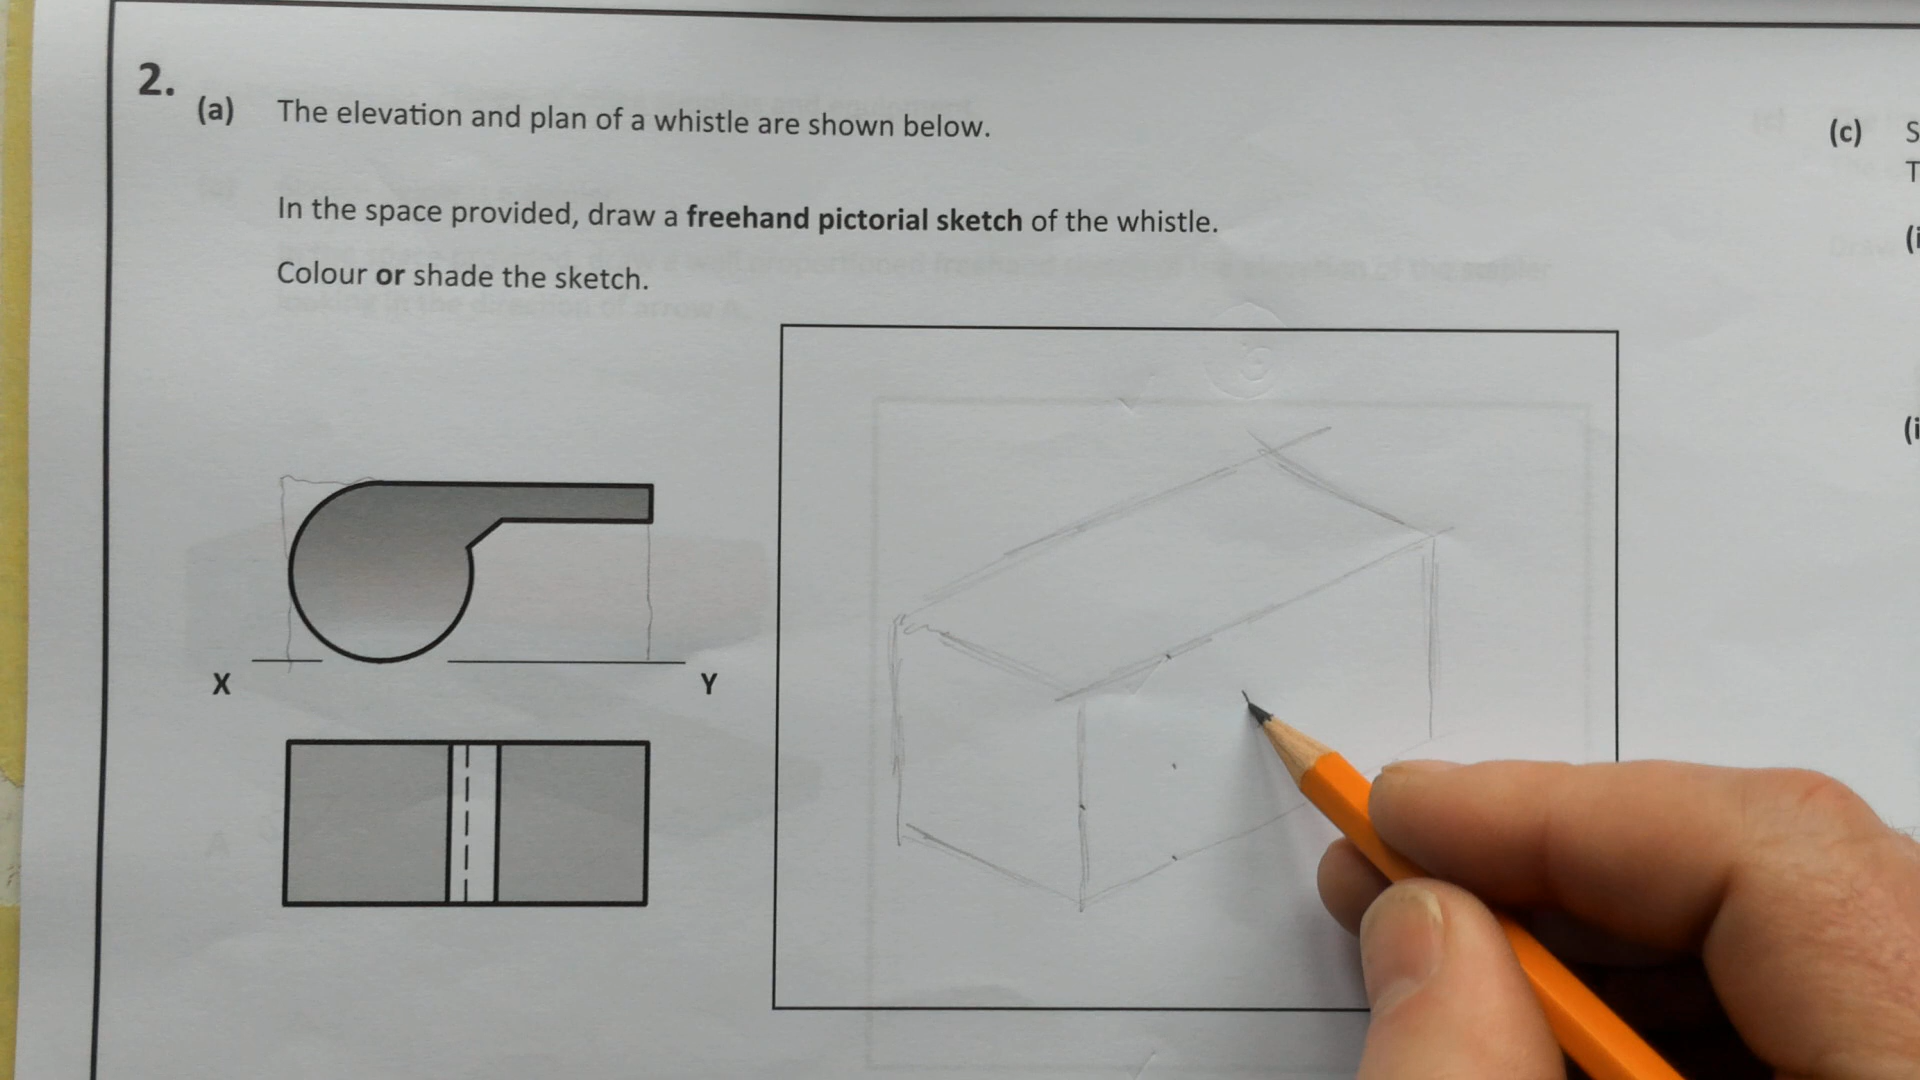 2.
(a) The elevation and plan of a whistle are shown below.
In the space provided, draw a freehand pictorial sketch of the whistle.
Colour or shade the sketch.
X Y
(c) S
T
(i
(i